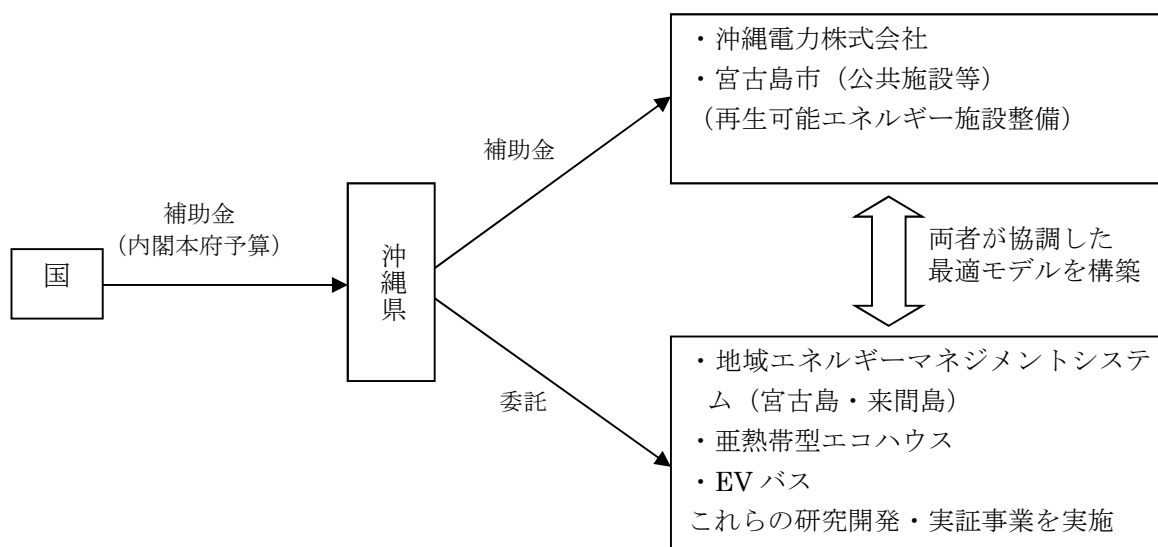 国
補助金
（内閣本府予算）
沖縄県
補助金
委託
・沖縄電力株式会社
・宮古島市（公共施設等）
（再生可能エネルギー施設整備）
両者が協調した
最適モデルを構築
・地域エネルギーマネジメントシステ
ム（宮古島・来間島）
・亜熱帯型エコハウス
・EV バス
これらの研究開発・実証事業を実施